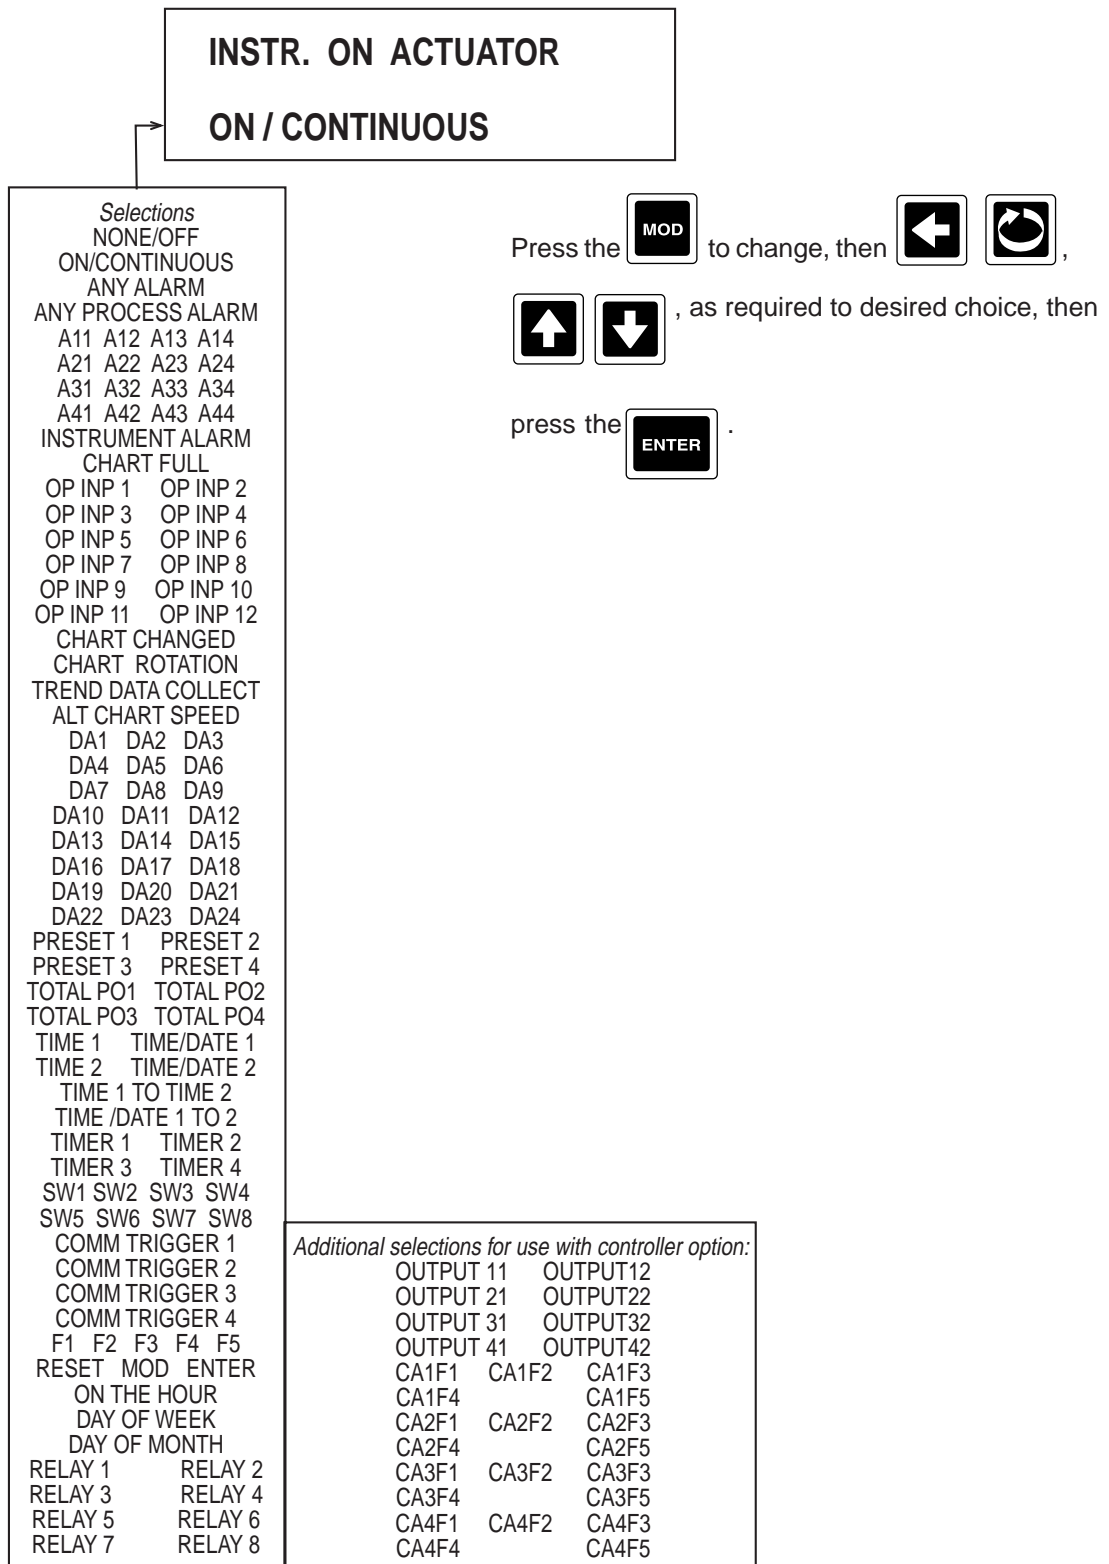 INSTR. ON ACTUATOR
ON / CONTINUOUS
Selections
NONE/OFF
ON/CONTINUOUS
ANY ALARM
ANY PROCESS ALARM
A11 A12 A13 A14
A21 A22 A23 A24
A31 A32 A33 A34
A41 A42 A43 A44
INSTRUMENT ALARM
CHART FULL
OP INP 1 OP INP 2
OP INP 3 OP INP 4
OP INP 5 OP INP 6
OP INP 7 OP INP 8
OP INP 9 OP INP 10
OP INP 11 OP INP 12
CHART CHANGED
CHART ROTATION
TREND DATA COLLECT
ALT CHART SPEED
DA1 DA2 DA3
DA4 DA5 DA6
DA7 DA8 DA9
DA10 DA11 DA12
DA13 DA14 DA15
DA16 DA17 DA18
DA19 DA20 DA21
DA22 DA23 DA24
PRESET 1 PRESET 2
PRESET 3 PRESET 4
TOTAL PO1 TOTAL PO2
TOTAL PO3 TOTAL PO4
TIME 1 TIME/DATE 1
TIME 2 TIME/DATE 2
TIME 1 TO TIME 2
TIME /DATE 1 TO 2
TIMER 1 TIMER 2
TIMER 3 TIMER 4
SW1 SW2 SW3 SW4
SW5 SW6 SW7 SW8
COMM TRIGGER 1
COMM TRIGGER 2
COMM TRIGGER 3
COMM TRIGGER 4
F1 F2 F3 F4 F5
RESET MOD ENTER
ON THE HOUR
DAY OF WEEK
DAY OF MONTH
RELAY 1 RELAY 2
RELAY 3 RELAY 4
RELAY 5 RELAY 6
RELAY 7 RELAY 8
Press the MOD to change, then ,
, as required to desired choice, then
press the ENTER .
Additional selections for use with controller option:
OUTPUT 11 OUTPUT12
OUTPUT 21 OUTPUT22
OUTPUT 31 OUTPUT32
OUTPUT 41 OUTPUT42
CA1F1 CA1F2 CA1F3
CA1F4 CA1F5
CA2F1 CA2F2 CA2F3
CA2F4 CA2F5
CA3F1 CA3F2 CA3F3
CA3F4 CA3F5
CA4F1 CA4F2 CA4F3
CA4F4 CA4F5